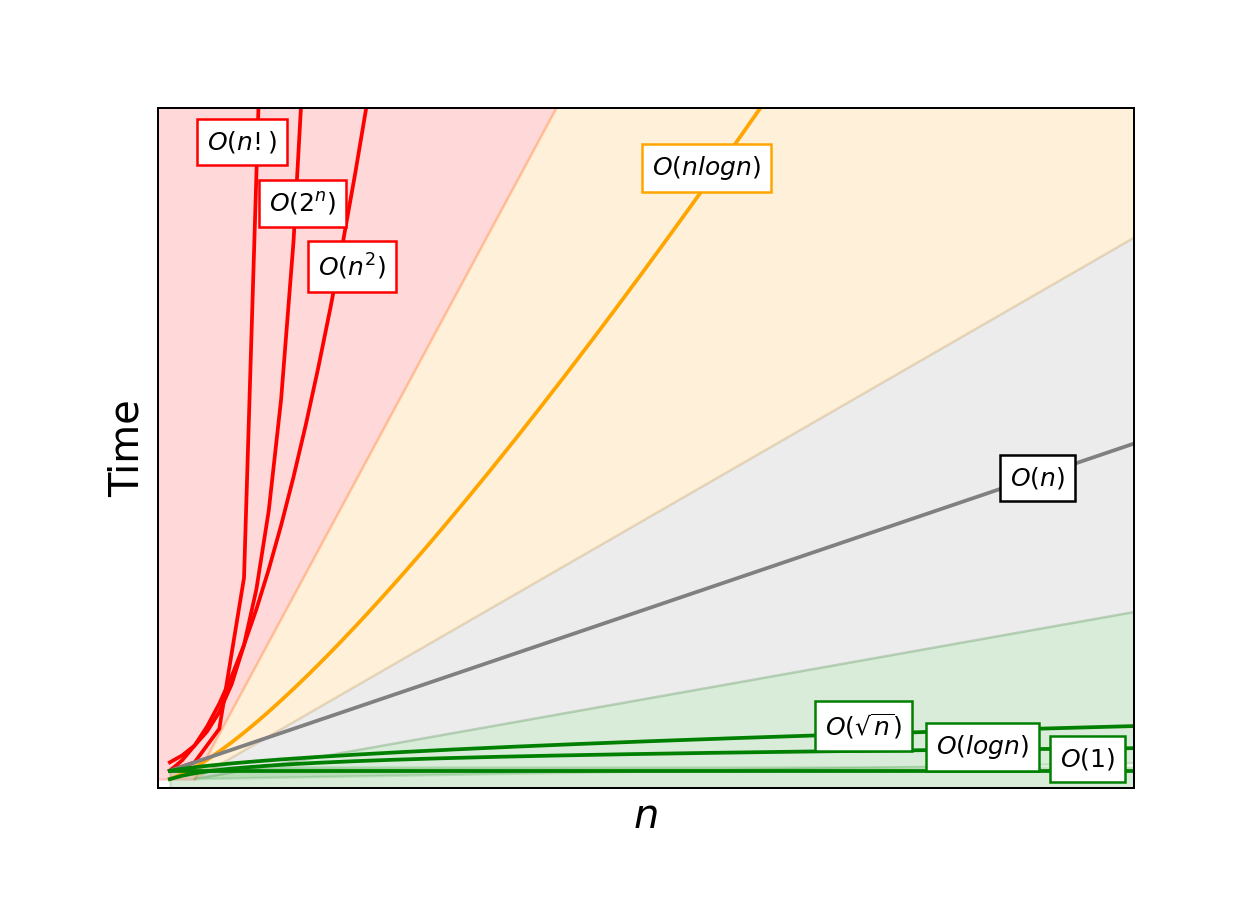 O(n!)
O(2ⁿ)
O(n²)
O(nlogn)
Time
O(n)
O(√n)
O(logn)
O(1)
n